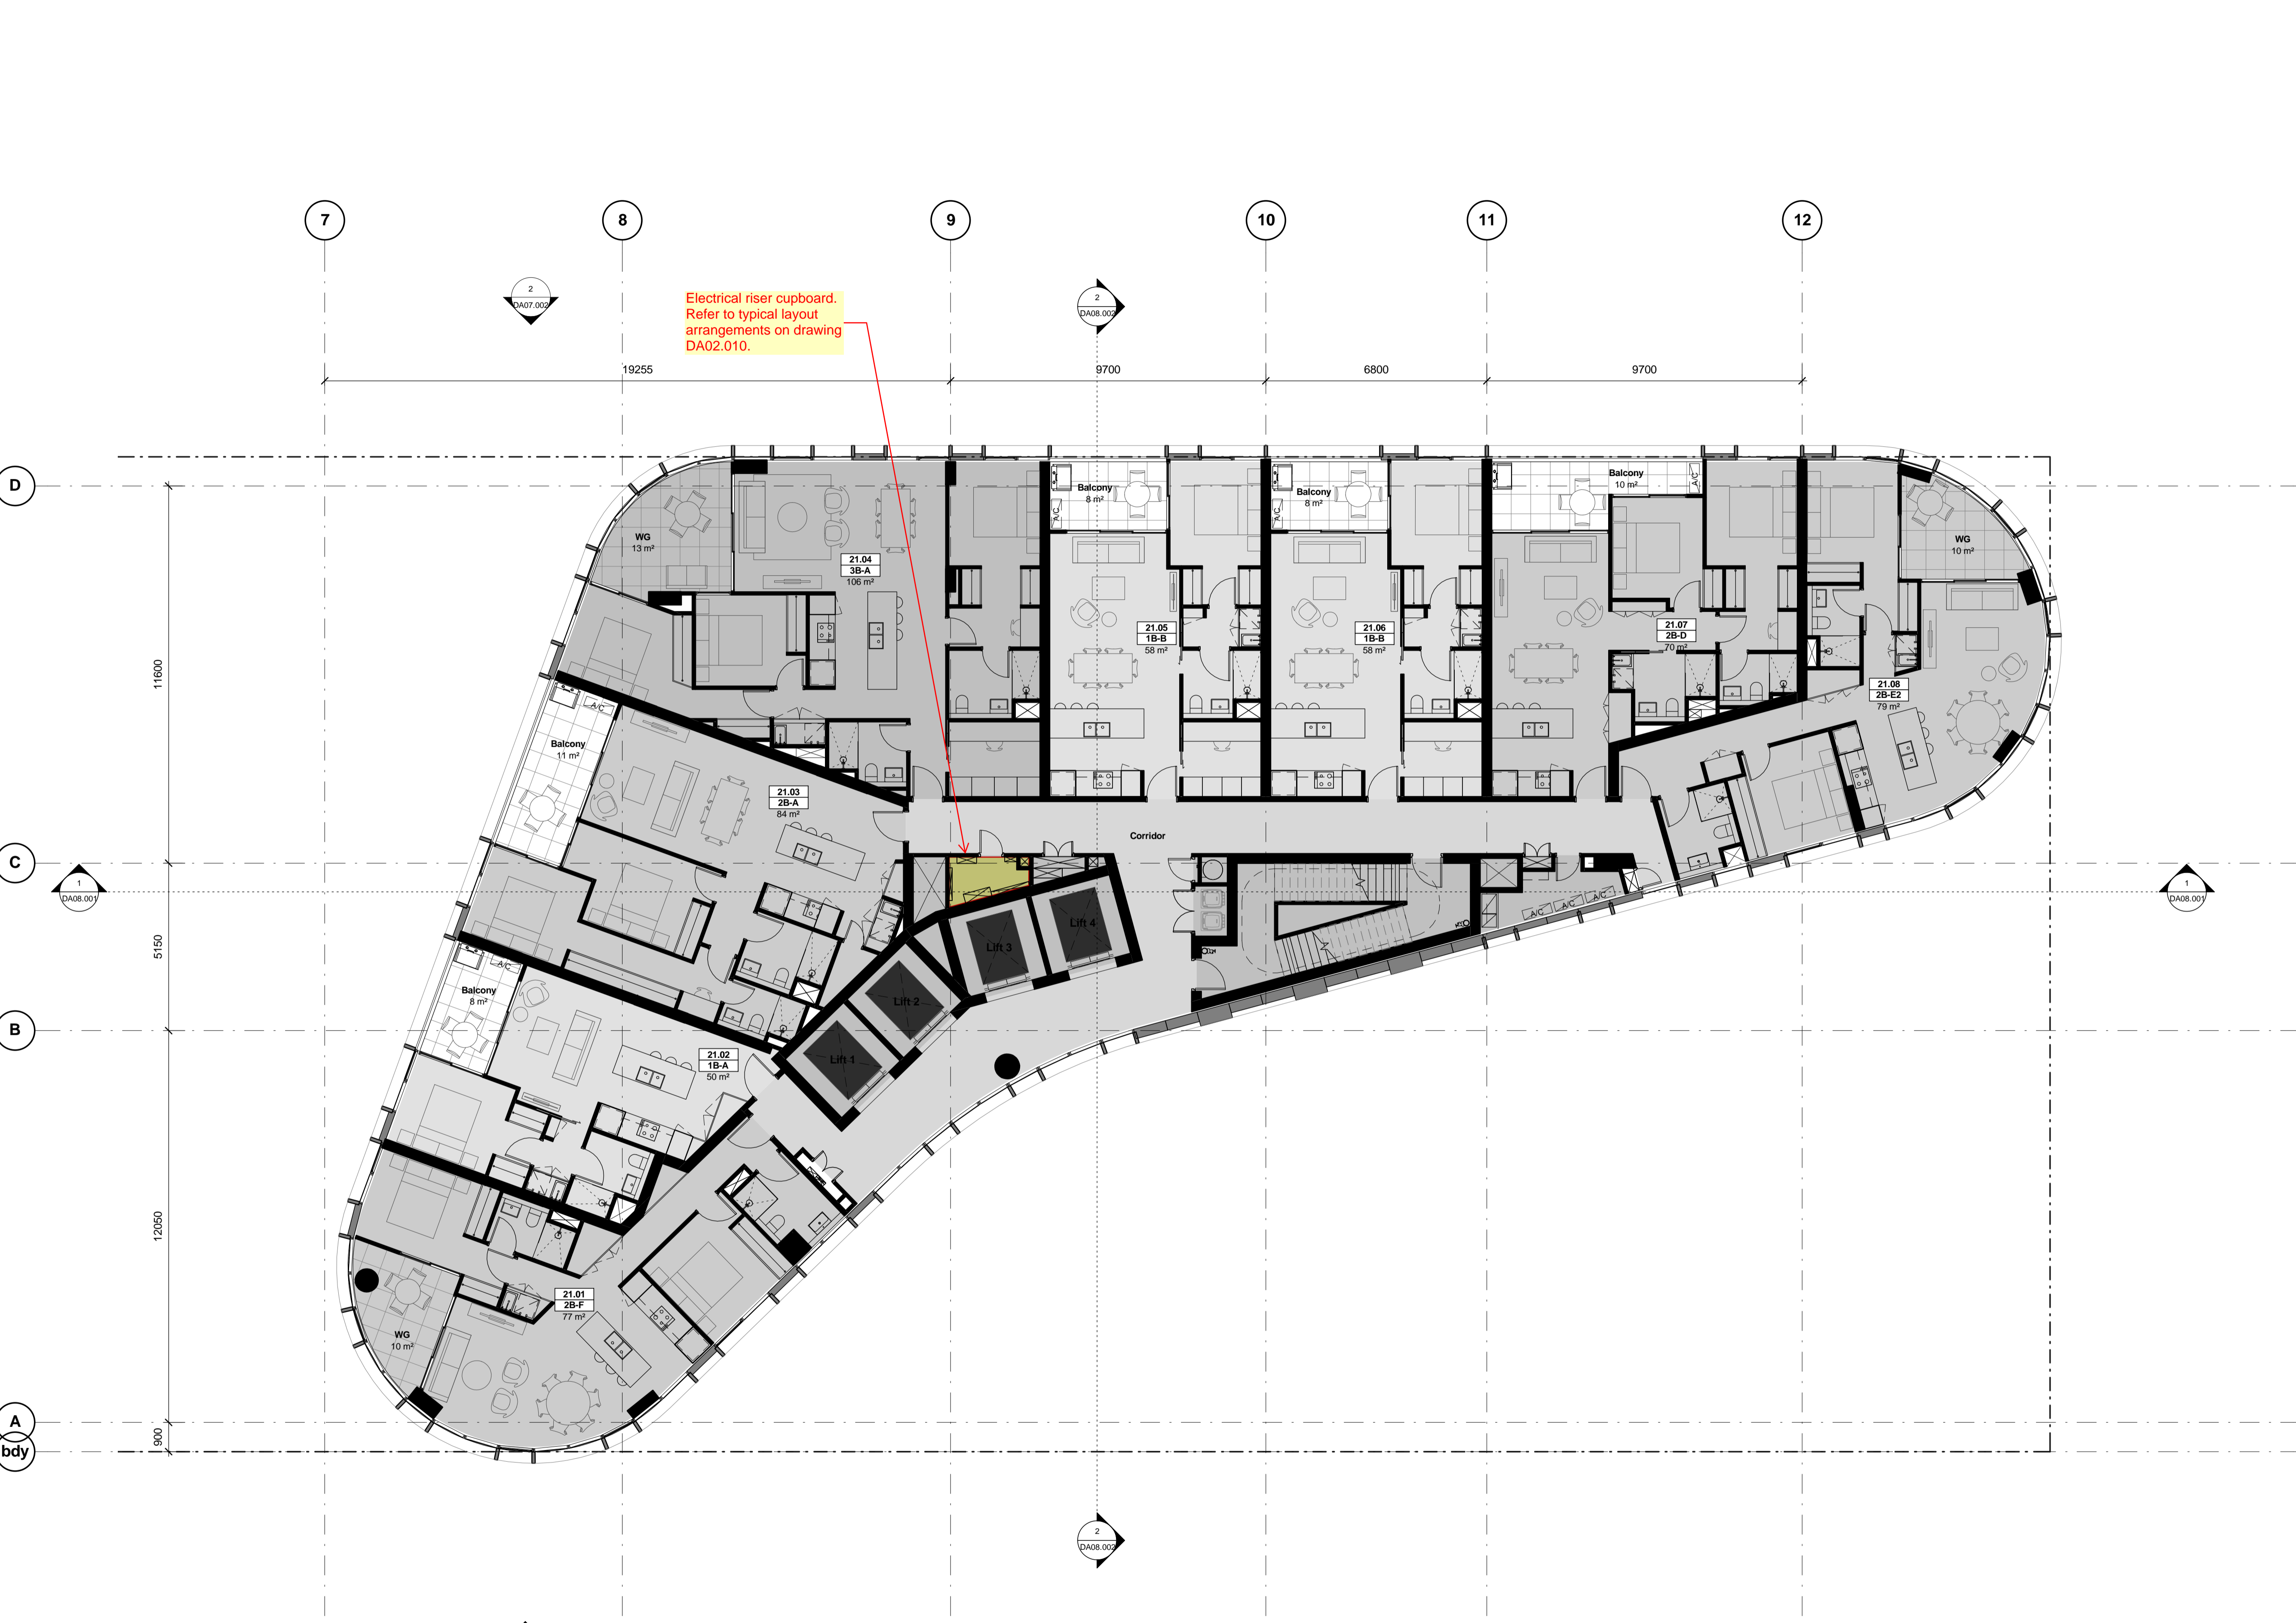 7
8
9
10
11
12
2
DA07.002
2
DA08.002
Electrical riser cupboard.
Refer to typical layout
arrangements on drawing
DA02.010.
19255
9700
6800
9700
D
C
B
A
bdy
11600
5150
12050
900
WG
13 m²
21.04
3B-A
106 m²
Balcony
8 m²
A/C
21.05
1B-B
58 m²
Balcony
8 m²
A/C
21.06
1B-B
58 m²
Balcony
10 m²
A/C
21.07
2B-D
70 m²
WG
10 m²
21.08
2B-E2
79 m²
A/C
Balcony
11 m²
21.03
2B-A
84 m²
Corridor
1
DA08.001
1
DA08.001
A/C
A/C
A/C
Lift 4
Lift 3
Lift 2
Lift 1
A/C
Balcony
8 m²
21.02
1B-A
50 m²
21.01
2B-F
77 m²
WG
10 m²
2
DA08.002